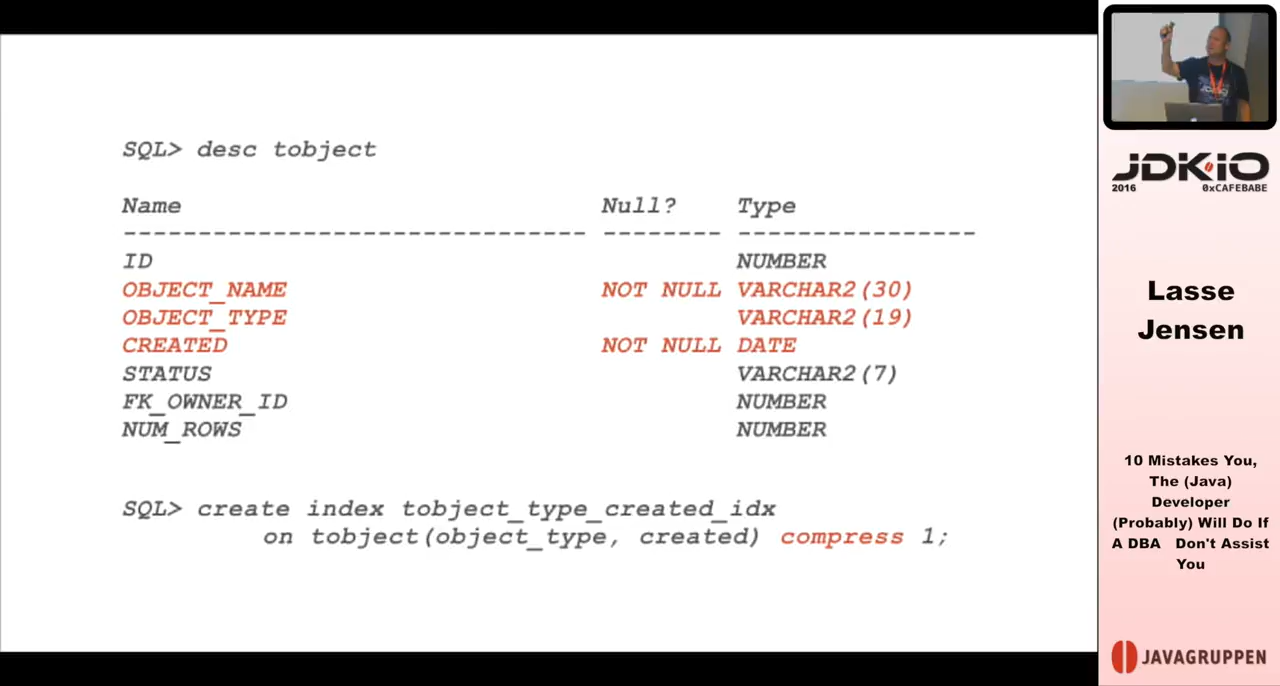 SQL> desc tobject
Name Null? Type
------------------------------- -------- ----------------
ID NUMBER
OBJECT_NAME NOT NULL VARCHAR2(30)
OBJECT_TYPE VARCHAR2(19)
CREATED NOT NULL DATE
STATUS VARCHAR2(7)
FK_OWNER_ID NUMBER
NUM_ROWS NUMBER
SQL> create index tobject_type_created_idx
on tobject(object_type, created) compress 1;
JDK.iO
2016 0xCAFEBABE
Lasse
Jensen
10 Mistakes You,
The (Java)
Developer
(Probably) Will Do If
A DBA Don't Assist
You
JAVAGRUPPEN